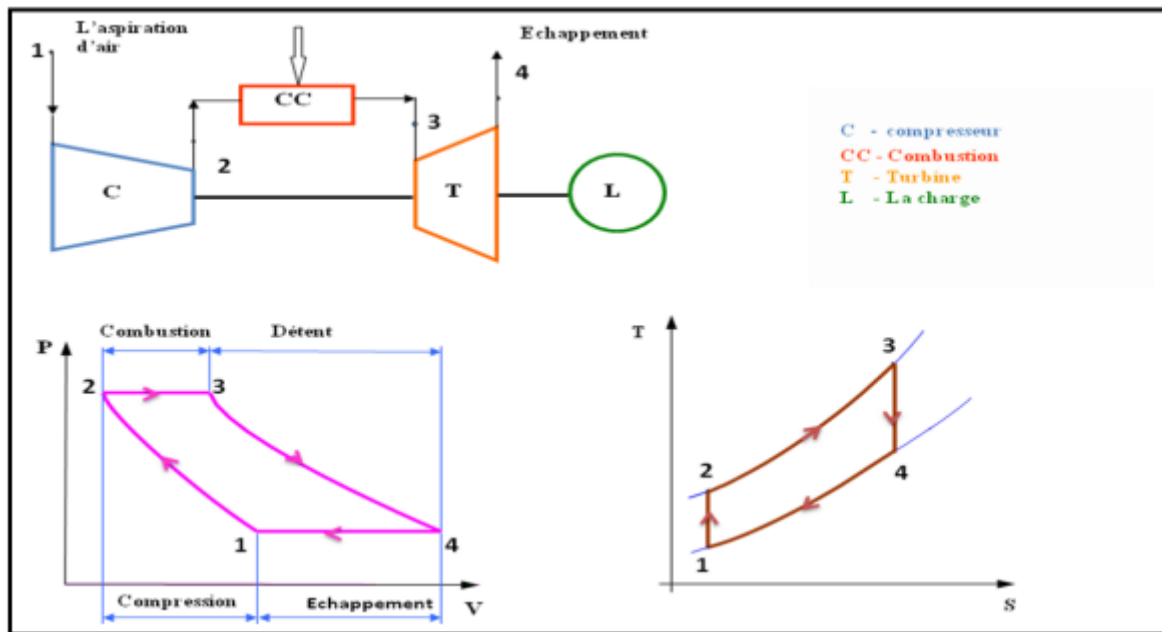 L'aspiration
d'air
1
Echappement
4
CC
3
2
C
T
L
C - compresseur
CC - Combustion
T - Turbine
L - La charge
Combustion
Détent
P
2
3
1
4
Compression
Echappement
V
T
3
2
4
1
S